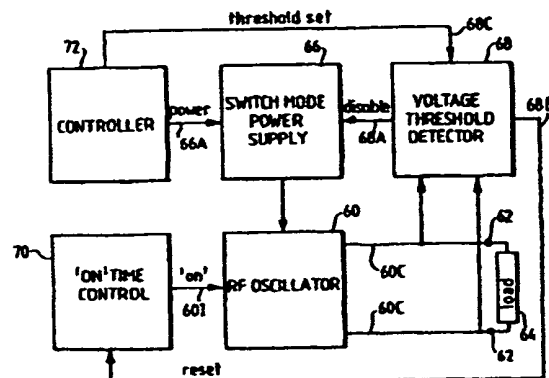 threshold set
68C
72
66
68
CONTROLLER
power
66A
SWITCH MODE
POWER
SUPPLY
disable
68A
VOLTAGE
THRESHOLD
DETECTOR
68B
60
70
'ON' TIME
CONTROL
'on'
60I
RF OSCILLATOR
60C
62
load
64
60C
62
reset